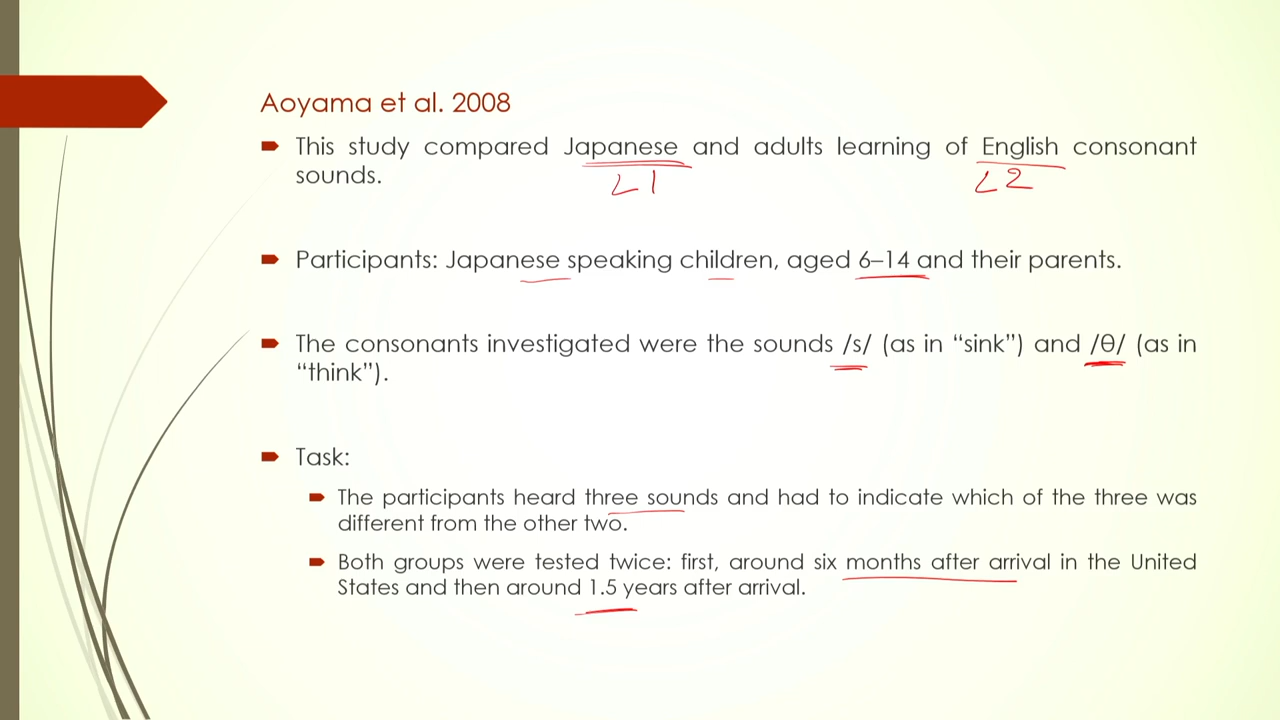 Aoyama et al. 2008
This study compared Japanese and adults learning of English consonant
sounds.
L1 L2
Participants: Japanese speaking children, aged 6–14 and their parents.
The consonants investigated were the sounds /s/ (as in “sink”) and /θ/ (as in
“think”).
Task:
The participants heard three sounds and had to indicate which of the three was
different from the other two.
Both groups were tested twice: first, around six months after arrival in the United
States and then around 1.5 years after arrival.